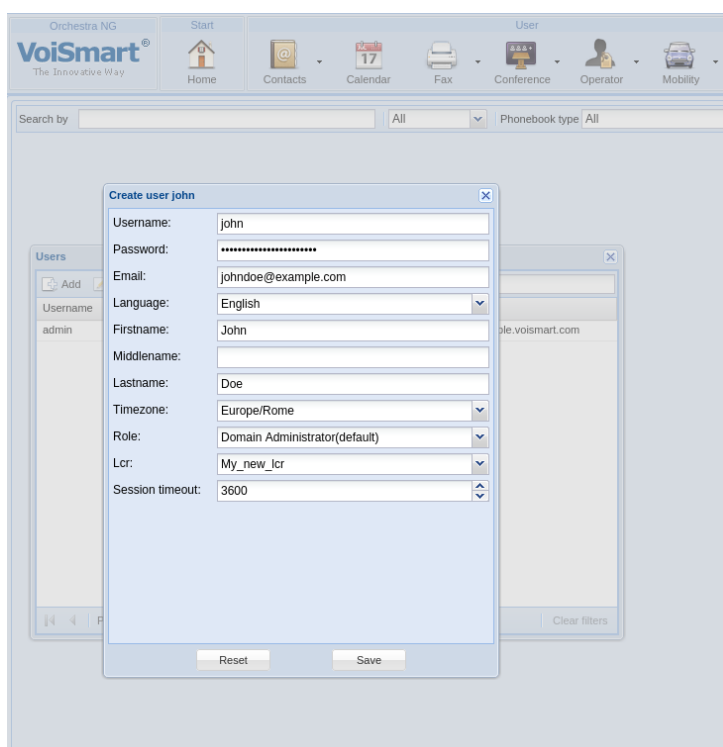 Orchestra NG
Start
User
VoiSmart®
The Innovative Way
Home
@
Contacts
17
Calendar
Fax
Conference
Operator
Mobility
Search by
All
Phonebook type All
Create user john
Username: john
Password: •••••••••••••••••••••••
Email: johndoe@example.com
Language: English
Firstname: John
Middlename:
Lastname: Doe
Timezone: Europe/Rome
Role: Domain Administrator(default)
Lcr: My_new_lcr
Session timeout: 3600
Reset Save
Users
Add
Username
admin
ple.voismart.com
Clear filters